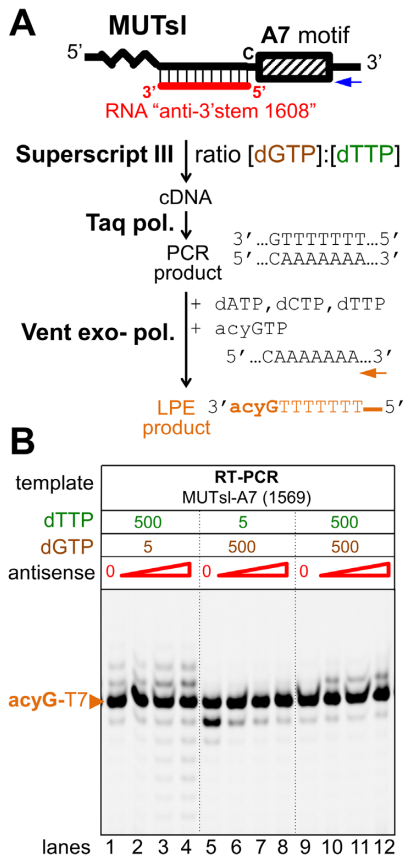 A
MUTsl
C
A7 motif
5' 3'
3' 5'
RNA "anti-3'stem 1608"
Superscript III ratio [dGTP]:[dTTP]
cDNA
Taq pol.
PCR product
3′…GTTTTTTT…5′
5′…CAAAAAAA…3′
+ dATP,dCTP,dTTP
Vent exo- pol. + acyGTP
5′…CAAAAAAA…3′
LPE product 3′acyGTTTTTTT 5′
B
template RT-PCR
MUTsl-A7 (1569)
dTTP 500 5 500
dGTP 5 500 500
antisense 0 0 0
acyG-T7
lanes 1 2 3 4 5 6 7 8 9 10 11 12